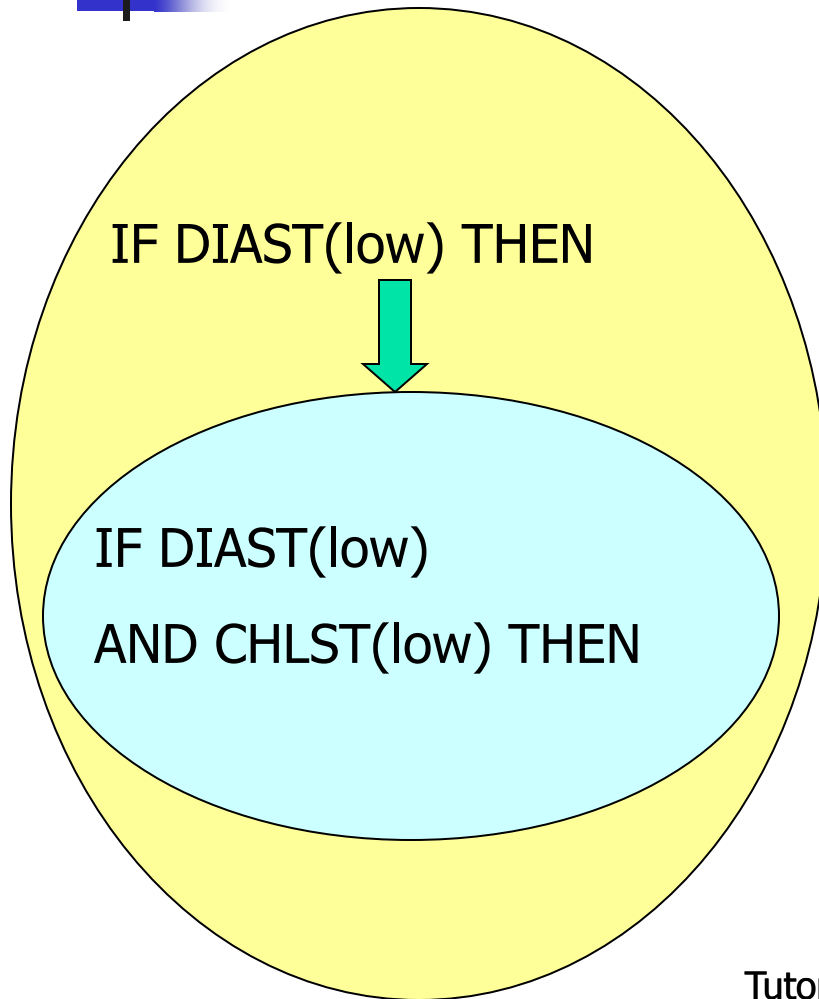 IF DIAST(low) THEN
IF DIAST(low)
AND CHLST(low) THEN